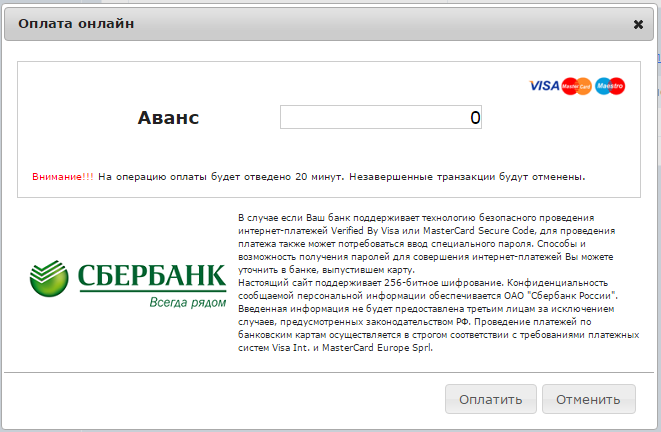 Оплата онлайн
VISA MasterCard Maestro
Аванс 0
Внимание!!! На операцию оплаты будет отведено 20 минут. Незавершенные транзакции будут отменены.
В случае если Ваш банк поддерживает технологию безопасного проведения
интернет-платежей Verified By Visa или MasterCard Secure Code, для проведения
платежа также может потребоваться ввод специального пароля. Способы и
возможность получения паролей для совершения интернет-платежей Вы можете
уточнить в банке, выпустившем карту.
Настоящий сайт поддерживает 256-битное шифрование. Конфиденциальность
сообщаемой персональной информации обеспечивается ОАО "Сбербанк России".
Введенная информация не будет предоставлена третьим лицам за исключением
случаев, предусмотренных законодательством РФ. Проведение платежей по
банковским картам осуществляется в строгом соответствии с требованиями платежных
систем Visa Int. и MasterCard Europe Sprl.
СБЕРБАНК
Всегда рядом
Оплатить Отменить